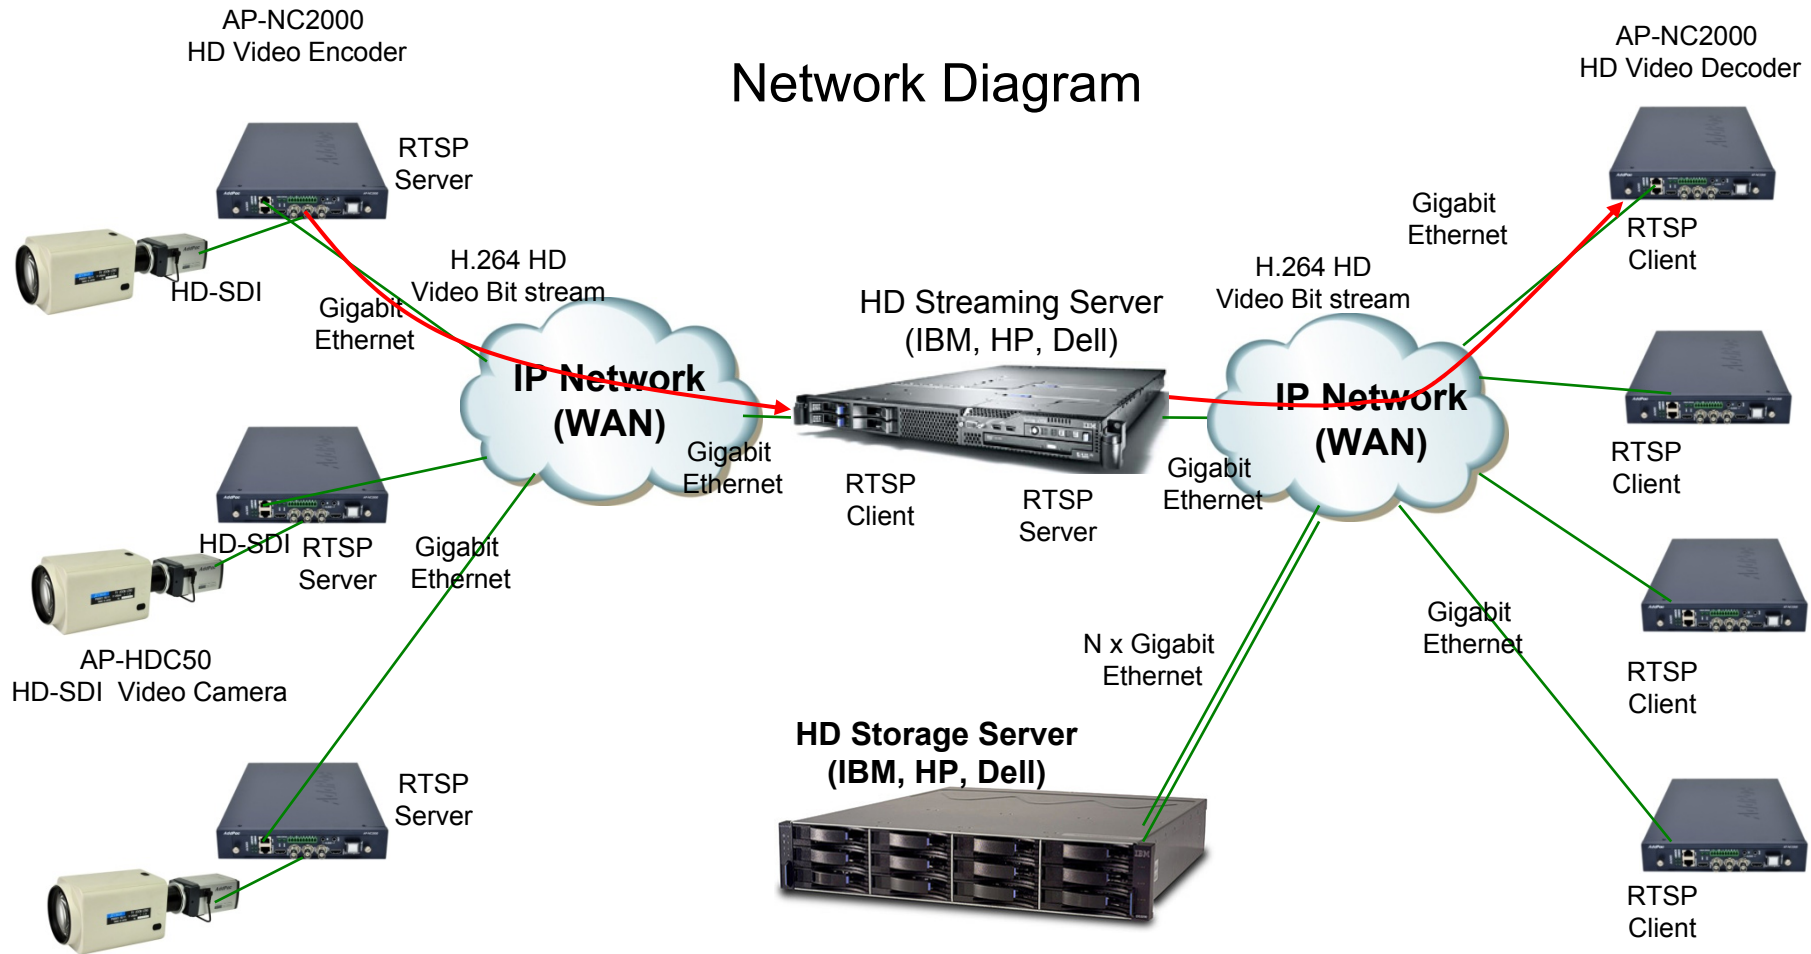 AP-NC2000
HD Video Encoder
Network Diagram
AP-NC2000
HD Video Decoder
RTSP
Server
HD-SDI
Gigabit
Ethernet
H.264 HD
Video Bit stream
IP Network
(WAN)
HD Streaming Server
(IBM, HP, Dell)
H.264 HD
Video Bit stream
Gigabit
Ethernet
RTSP
Client
IP Network
(WAN)
Gigabit
Ethernet
RTSP
Client
RTSP
Server
Gigabit
Ethernet
RTSP
Client
HD-SDI
RTSP
Server
Gigabit
Ethernet
AP-HDC50
HD-SDI  Video Camera
N x Gigabit
Ethernet
Gigabit
Ethernet
RTSP
Client
HD Storage Server
(IBM, HP, Dell)
RTSP
Server
RTSP
Client